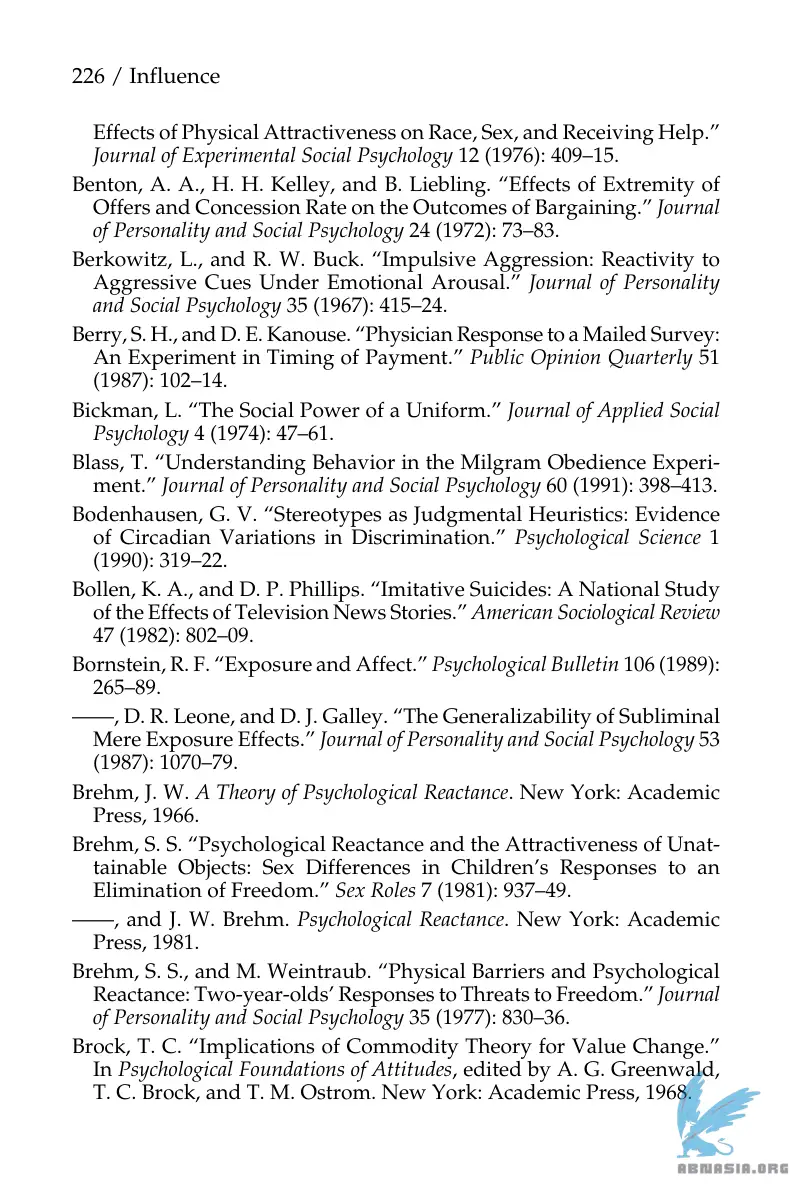 226 / Influence
Effects of Physical Attractiveness on Race, Sex, and Receiving Help.”
Journal of Experimental Social Psychology 12 (1976): 409–15.
Benton, A. A., H. H. Kelley, and B. Liebling. “Effects of Extremity of
Offers and Concession Rate on the Outcomes of Bargaining.” Journal
of Personality and Social Psychology 24 (1972): 73–83.
Berkowitz, L., and R. W. Buck. “Impulsive Aggression: Reactivity to
Aggressive Cues Under Emotional Arousal.” Journal of Personality
and Social Psychology 35 (1967): 415–24.
Berry, S. H., and D. E. Kanouse. “Physician Response to a Mailed Survey:
An Experiment in Timing of Payment.” Public Opinion Quarterly 51
(1987): 102–14.
Bickman, L. “The Social Power of a Uniform.” Journal of Applied Social
Psychology 4 (1974): 47–61.
Blass, T. “Understanding Behavior in the Milgram Obedience Experi-
ment.” Journal of Personality and Social Psychology 60 (1991): 398–413.
Bodenhausen, G. V. “Stereotypes as Judgmental Heuristics: Evidence
of Circadian Variations in Discrimination.” Psychological Science 1
(1990): 319–22.
Bollen, K. A., and D. P. Phillips. “Imitative Suicides: A National Study
of the Effects of Television News Stories.” American Sociological Review
47 (1982): 802–09.
Bornstein, R. F. “Exposure and Affect.” Psychological Bulletin 106 (1989):
265–89.
——, D. R. Leone, and D. J. Galley. “The Generalizability of Subliminal
Mere Exposure Effects.” Journal of Personality and Social Psychology 53
(1987): 1070–79.
Brehm, J. W. A Theory of Psychological Reactance. New York: Academic
Press, 1966.
Brehm, S. S. “Psychological Reactance and the Attractiveness of Unat-
tainable Objects: Sex Differences in Children’s Responses to an
Elimination of Freedom.” Sex Roles 7 (1981): 937–49.
——, and J. W. Brehm. Psychological Reactance. New York: Academic
Press, 1981.
Brehm, S. S., and M. Weintraub. “Physical Barriers and Psychological
Reactance: Two-year-olds’ Responses to Threats to Freedom.” Journal
of Personality and Social Psychology 35 (1977): 830–36.
Brock, T. C. “Implications of Commodity Theory for Value Change.”
In Psychological Foundations of Attitudes, edited by A. G. Greenwald,
T. C. Brock, and T. M. Ostrom. New York: Academic Press, 1968.
ABNASIA.ORG